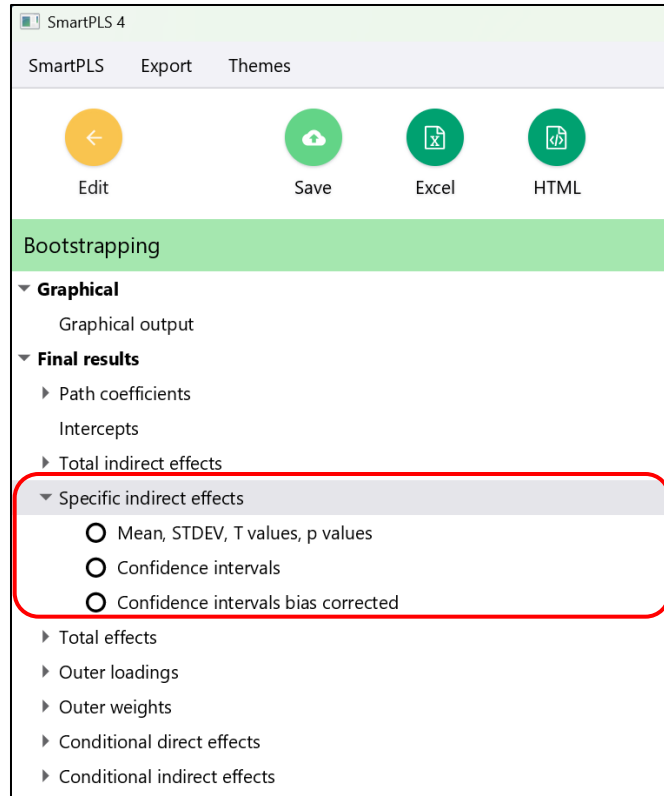 SmartPLS 4
SmartPLS Export Themes
Edit Save Excel HTML
Bootstrapping
Graphical
Graphical output
Final results
Path coefficients
Intercepts
Total indirect effects
Specific indirect effects
Mean, STDEV, T values, p values
Confidence intervals
Confidence intervals bias corrected
Total effects
Outer loadings
Outer weights
Conditional direct effects
Conditional indirect effects